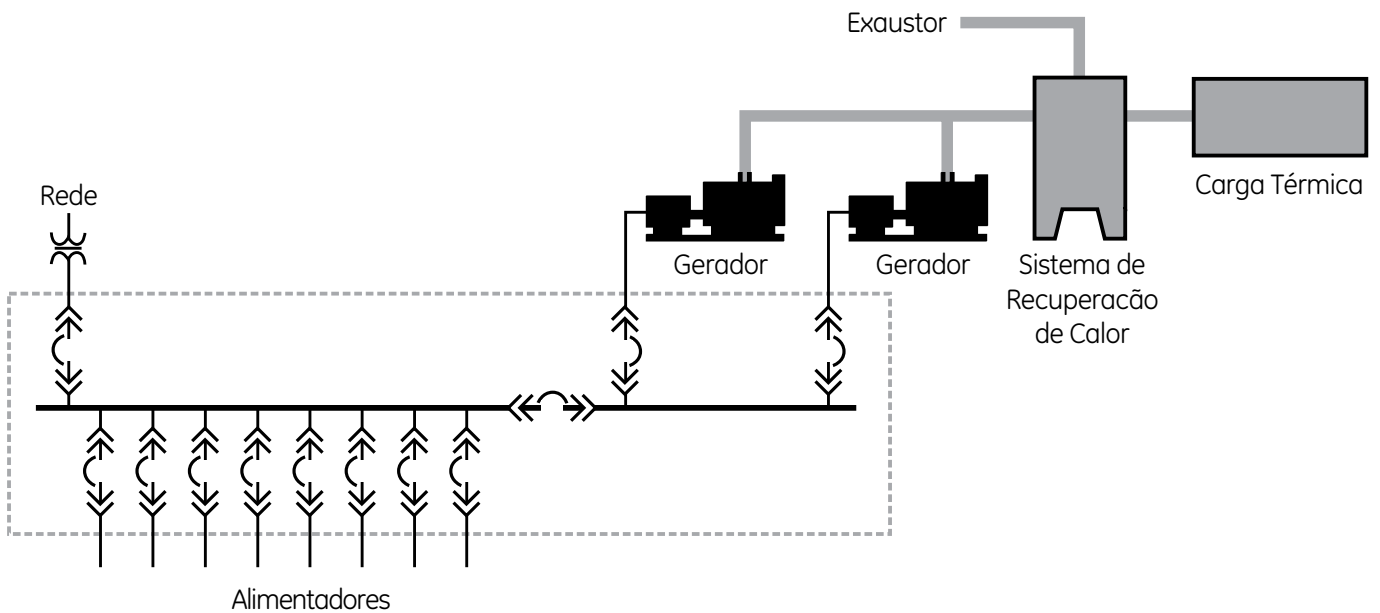 Exaustor
Carga Térmica
Rede
Gerador
Gerador
Sistema de
Recuperacão
de Calor
Alimentadores